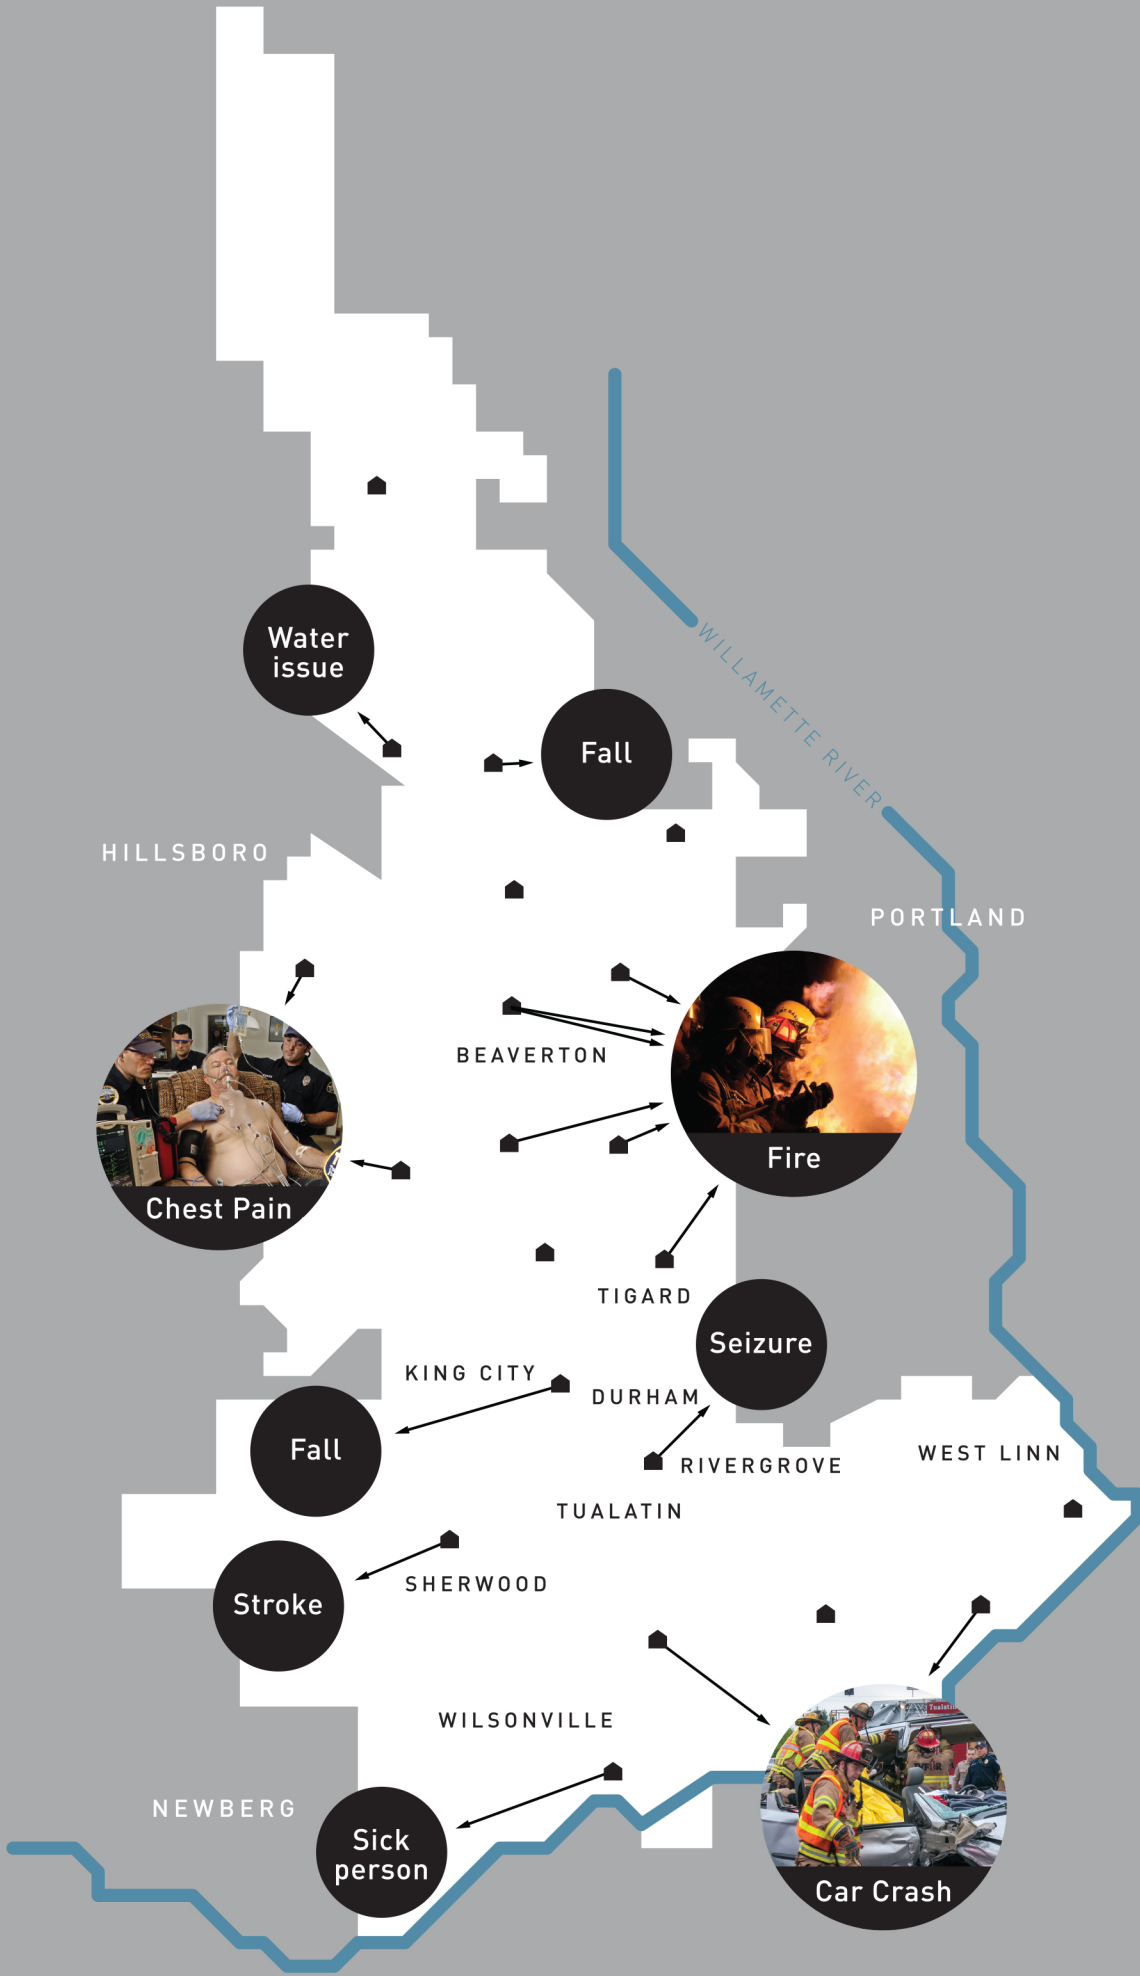 Water
issue
WILLAMETTE RIVER
Fall
HILLSBORO
PORTLAND
BEAVERTON
Fire
Chest Pain
TIGARD
Seizure
KING CITY
DURHAM
Fall
RIVERGROVE
WEST LINN
TUALATIN
SHERWOOD
Stroke
Tualatin
WILSONVILLE
NEWBERG
Sick
person
Car Crash